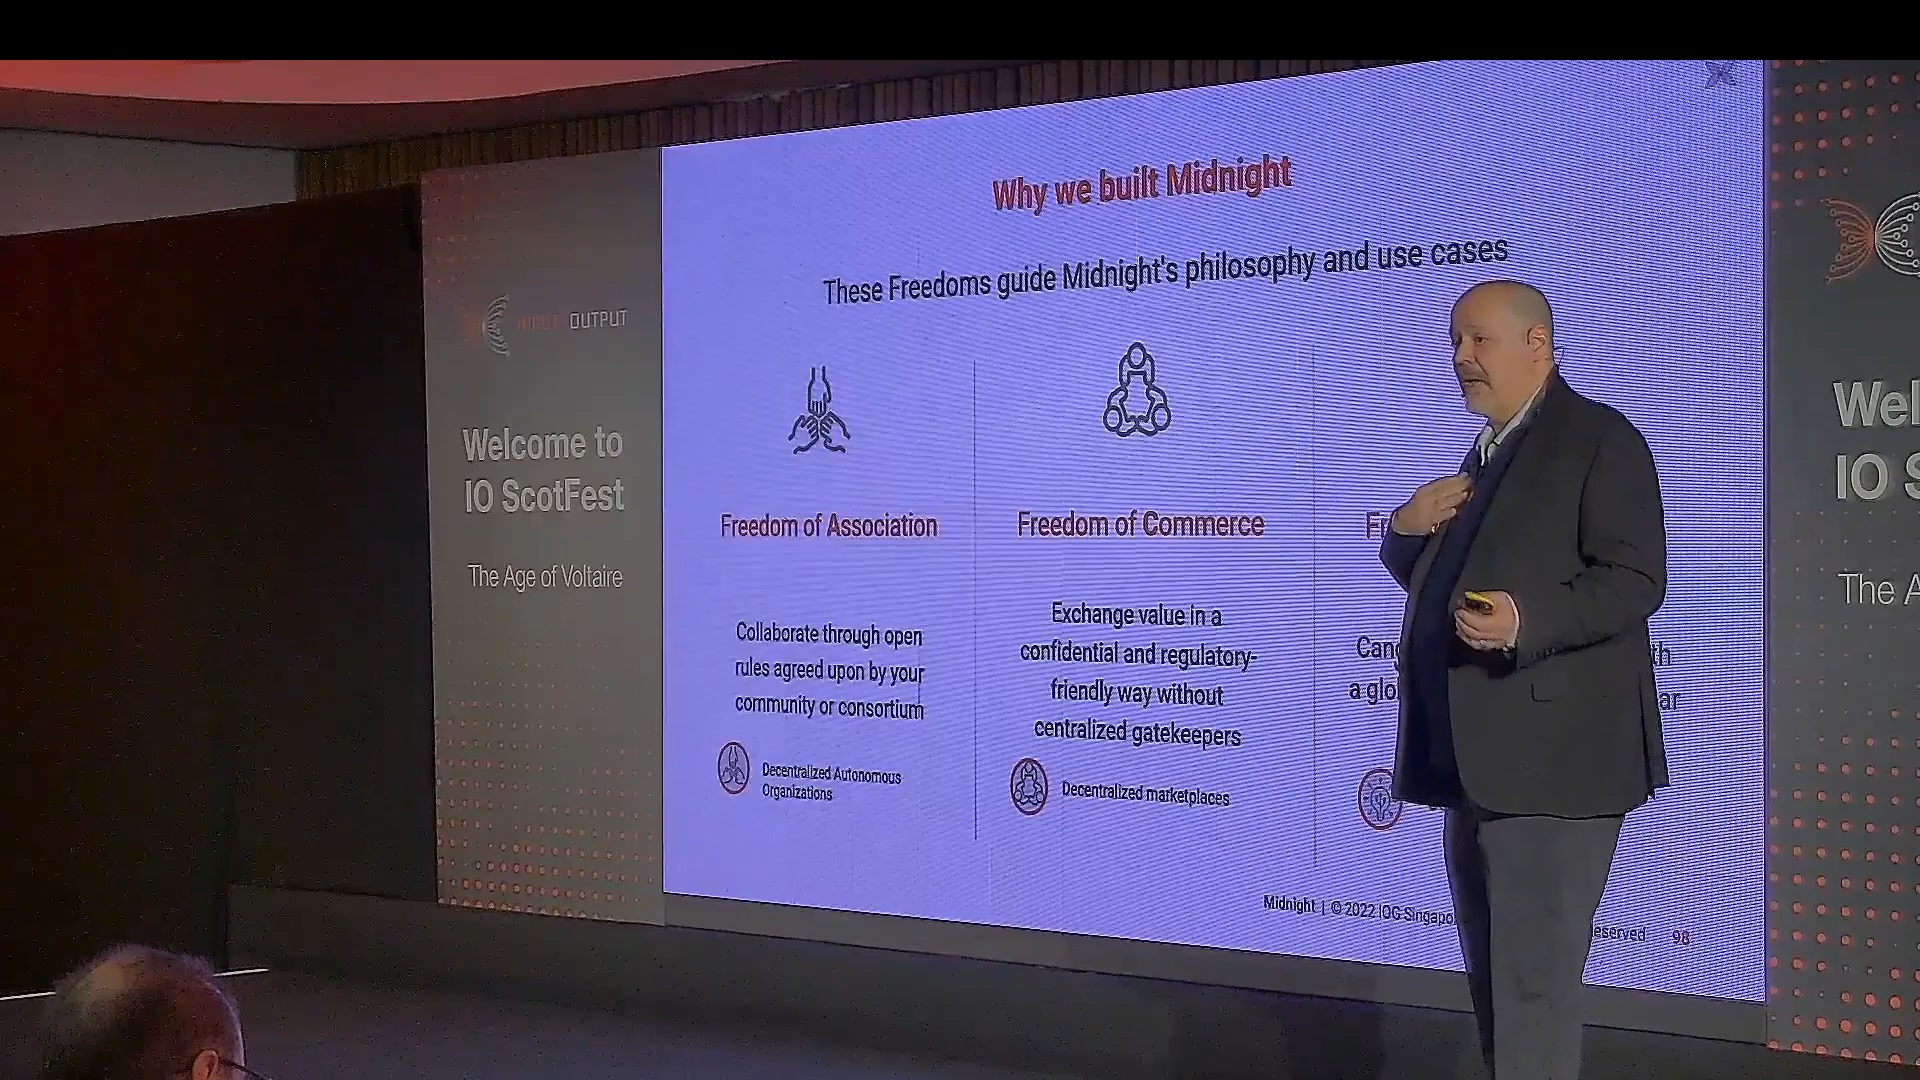 Why we built Midnight
These Freedoms guide Midnight's philosophy and use cases
INPUT OUTPUT
Welcome to
IO ScotFest
The Age of Voltaire
Freedom of Association
Collaborate through open
rules agreed upon by your
community or consortium
Decentralized Autonomous
Organizations
Freedom of Commerce
Exchange value in a
confidential and regulatory-
friendly way without
centralized gatekeepers
Decentralized marketplaces
a
Midnight | © 2022 IOG
98
IO
The